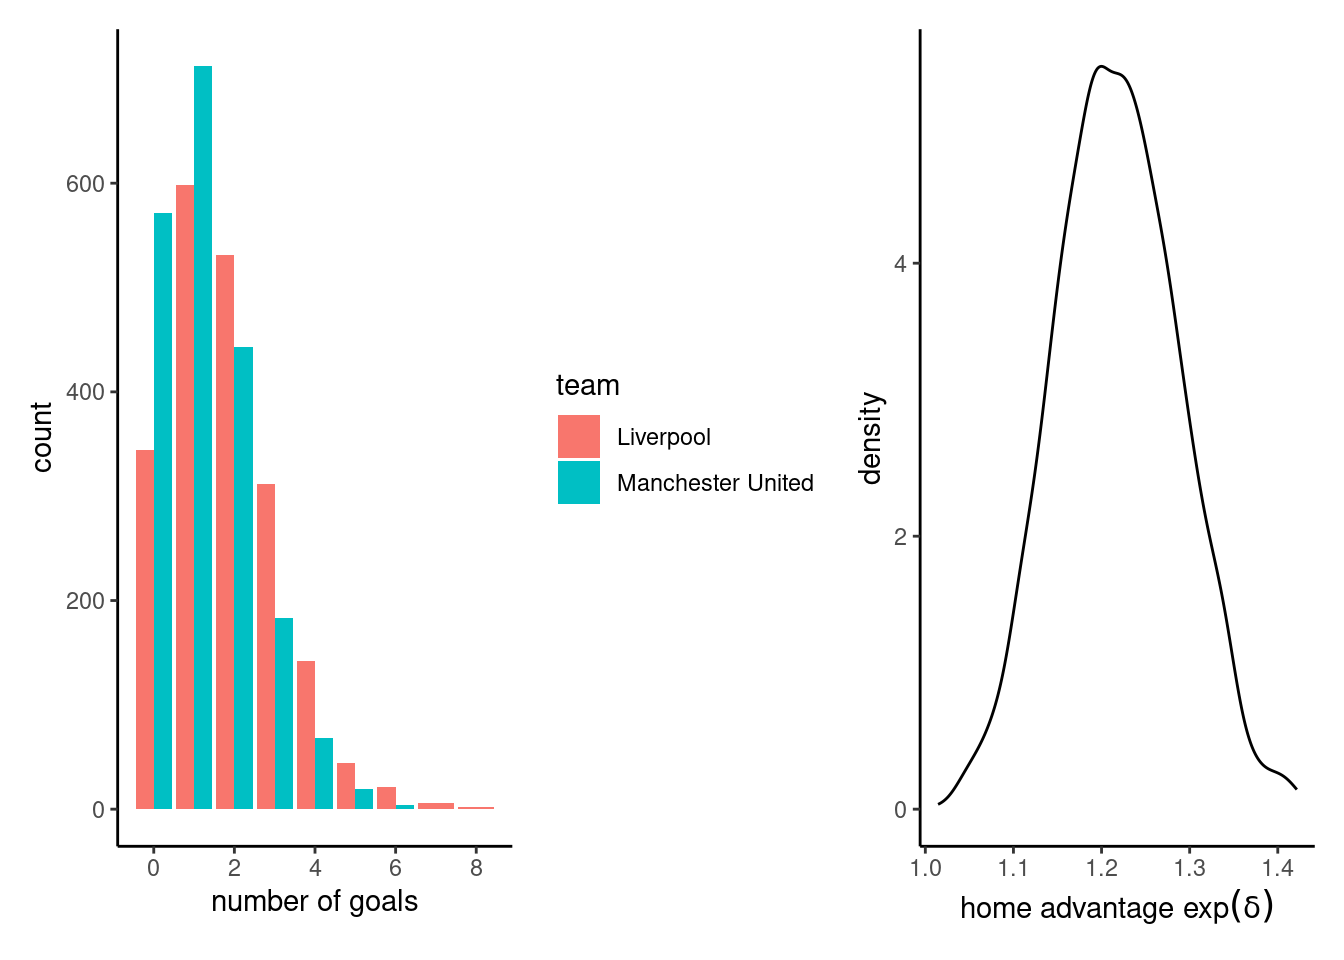 600
400
200
0
count
0 2 4 6 8
number of goals
team
Liverpool
Manchester United
4
2
0
density
1.0 1.1 1.2 1.3 1.4
home advantage exp(δ)